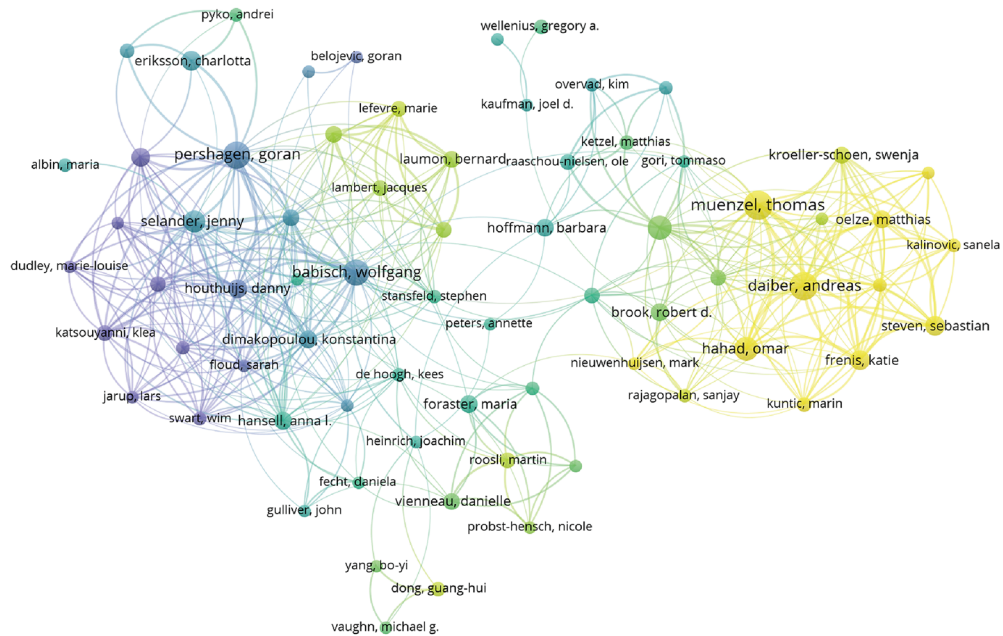 pyko, andrei
wellenius, gregory a.
eriksson, charlotta
belojevic, goran
overvad, kim
kaufman, joel d.
lefevre, marie
ketzel, matthias
pershagen, goran
laumon, bernard
raaschou-nielsen, ole
gori, tommaso
kroeller-schoen, swenja
albin, maria
lambert, jacques
muenzel, thomas
selander, jenny
hoffmann, barbara
oelze, matthias
kalinovic, sanela
dudley, marie-louise
babisch, wolfgang
houthuijs, danny
stansfeld, stephen
daiber, andreas
brook, robert d.
katsouyanni, klea
dimakopoulou, konstantina
peters, annette
steven, sebastian
hahad, omar
floud, sarah
de hoogh, kees
nieuwenhuijsen, mark
frenis, katie
jarup, lars
rajagopalan, sanjay
kuntic, marin
swart, wim
hansell, anna l.
foraster, maria
heinrich, joachim
roosli, martin
fecht, daniela
vienneau, danielle
gulliver, john
probst-hensch, nicole
yang, bo-yi
dong, guang-hui
vaughn, michael g.